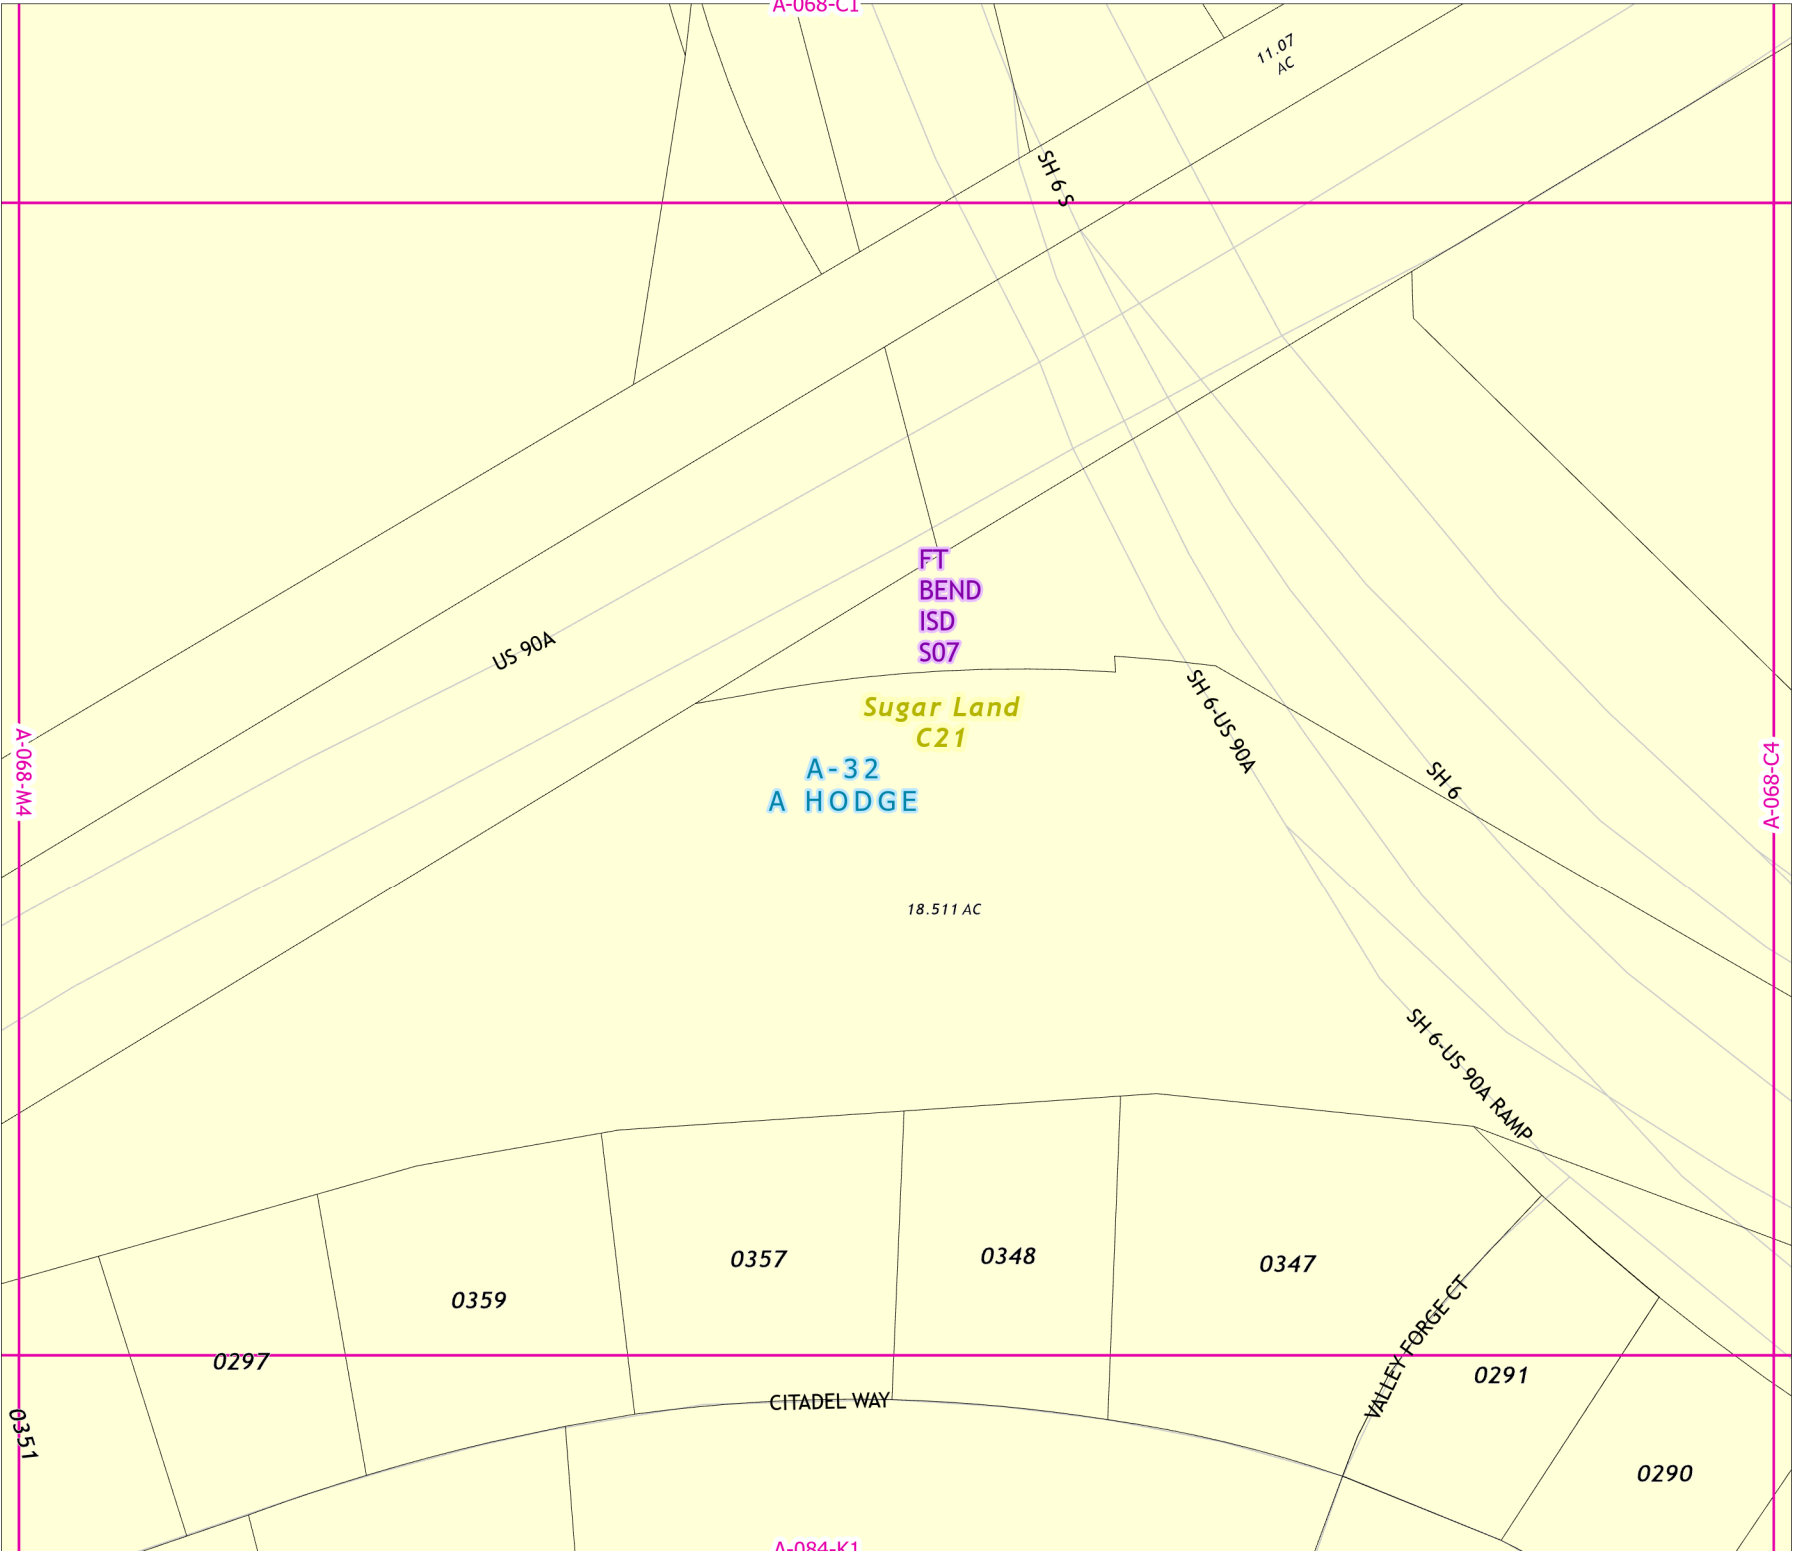 A-068-C1
11.07
AC
SH 6 S
FT
BEND
ISD
S07
US 90A
Sugar Land
C21
SH 6-US 90A
A-068-M4
A-32
A HODGE
SH 6
A-068-C4
18.511 AC
SH 6-US 90A RAMP
0357
0348
0347
0359
0297
VALLEY FORGE CT
0291
CITADEL WAY
0351
0290
A-084-K1